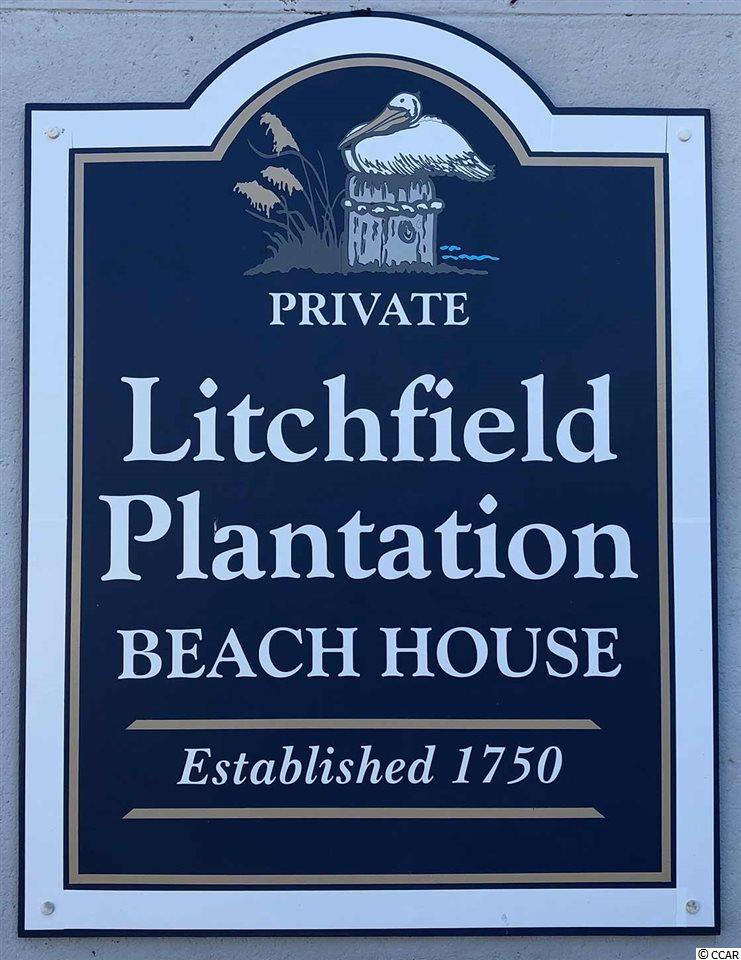 PRIVATE
Litchfield
Plantation
BEACH HOUSE
Established 1750
© CCAR